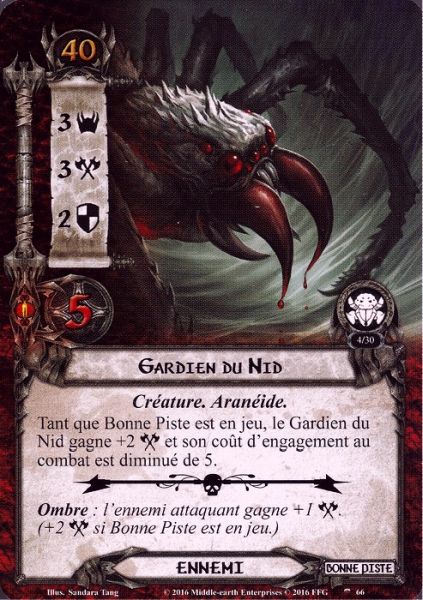 40
3
3
2
5
4/30
GARDIEN DU NID
Créature. Aranéide.
Tant que Bonne Piste est en jeu, le Gardien du
Nid gagne +2 et son coût d'engagement au
combat est diminué de 5.
Ombre : l'ennemi attaquant gagne +1 .
(+2 si Bonne Piste est en jeu.)
ENNEMI
BONNE PISTE
Illus. Sandara Tang © 2016 Middle-earth Enterprises © 2016 FFG 66